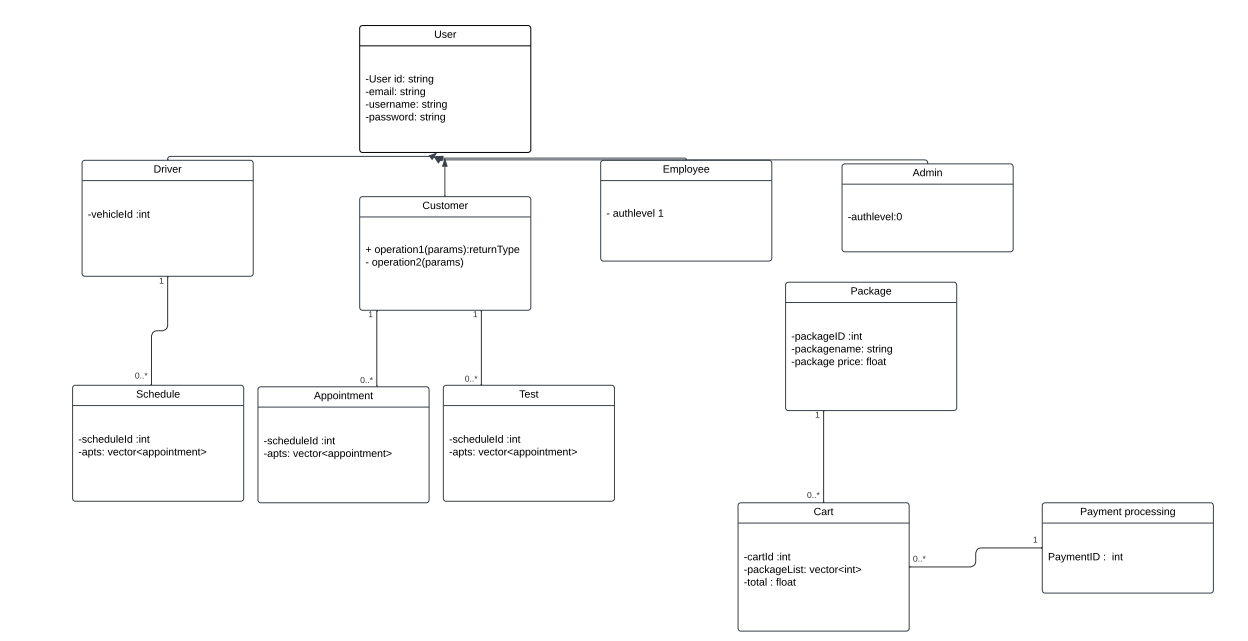 User
-User id: string
-email: string
-username: string
-password: string
Driver
-vehicleId :int
Customer
+ operation1(params):returnType
- operation2(params)
Employee
- authlevel 1
Admin
-authlevel:0
1
0..*
1
0..*
1
0..*
Schedule
-scheduleId :int
-apts: vector<appointment>
Appointment
-scheduleId :int
-apts: vector<appointment>
Test
-scheduleId :int
-apts: vector<appointment>
Package
-packageID :int
-packagename: string
-package price: float
1
0..*
Cart
-cartId :int
-packageList: vector<int>
-total : float
0..*
1
Payment processing
PaymentID :  int